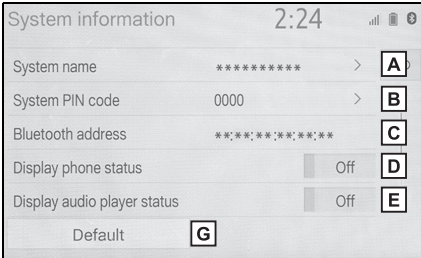 System information 2:24
System name ********** > A
System PIN code 0000 > B
Bluetooth address **:**:**:**:**:** C
Display phone status Off D
Display audio player status Off E
Default G